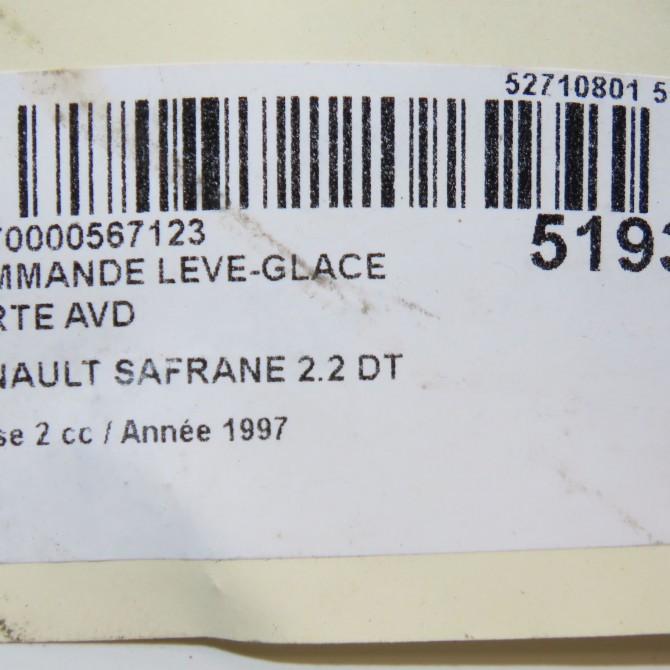 52710801 5
70000567123
5193
MMANDE LEVE-GLACE
RTE AVD
NAULT SAFRANE 2.2 DT
se 2 cc / Année 1997